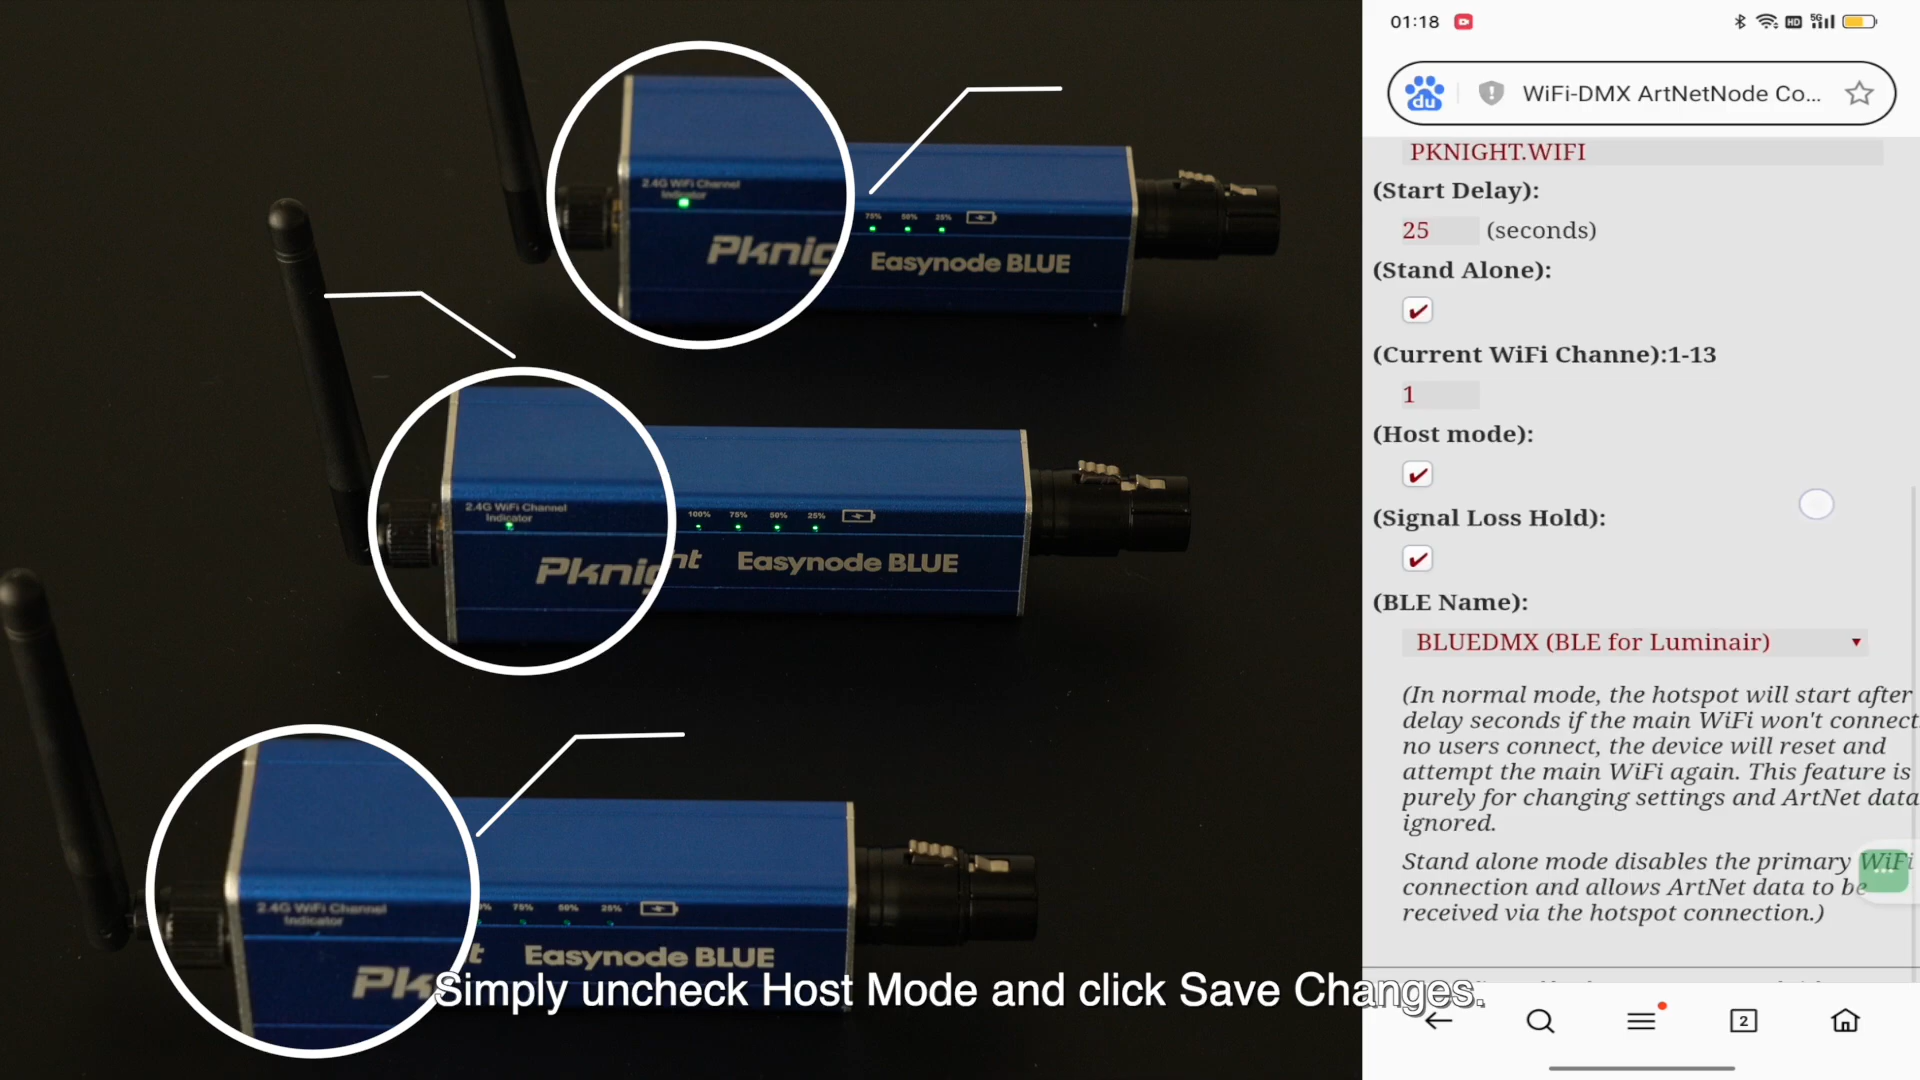 2.4G WiFi Channel
Indicator
75% 50% 25%
Pknig
Easynode BLUE
2.4G WiFi Channel
Indicator
100% 75% 50% 25%
Pknig
ht
Easynode BLUE
2.4G WiFi Channel
Indicator
75% 50% 25%
Pk
t
Easynode BLUE
Simply uncheck Host Mode and click Save Changes.
01:18
HD 5G
du
WiFi-DMX ArtNetNode Co...
PKNIGHT.WIFI
(Start Delay):
25 (seconds)
(Stand Alone):
(Current WiFi Channe):1-13
1
(Host mode):
(Signal Loss Hold):
(BLE Name):
BLUEDMX (BLE for Luminair)
(In normal mode, the hotspot will start after
delay seconds if the main WiFi won't connect.
no users connect, the device will reset and
attempt the main WiFi again. This feature is
purely for changing settings and ArtNet data
ignored.
Stand alone mode disables the primary WiFi
connection and allows ArtNet data to be
received via the hotspot connection.)
2